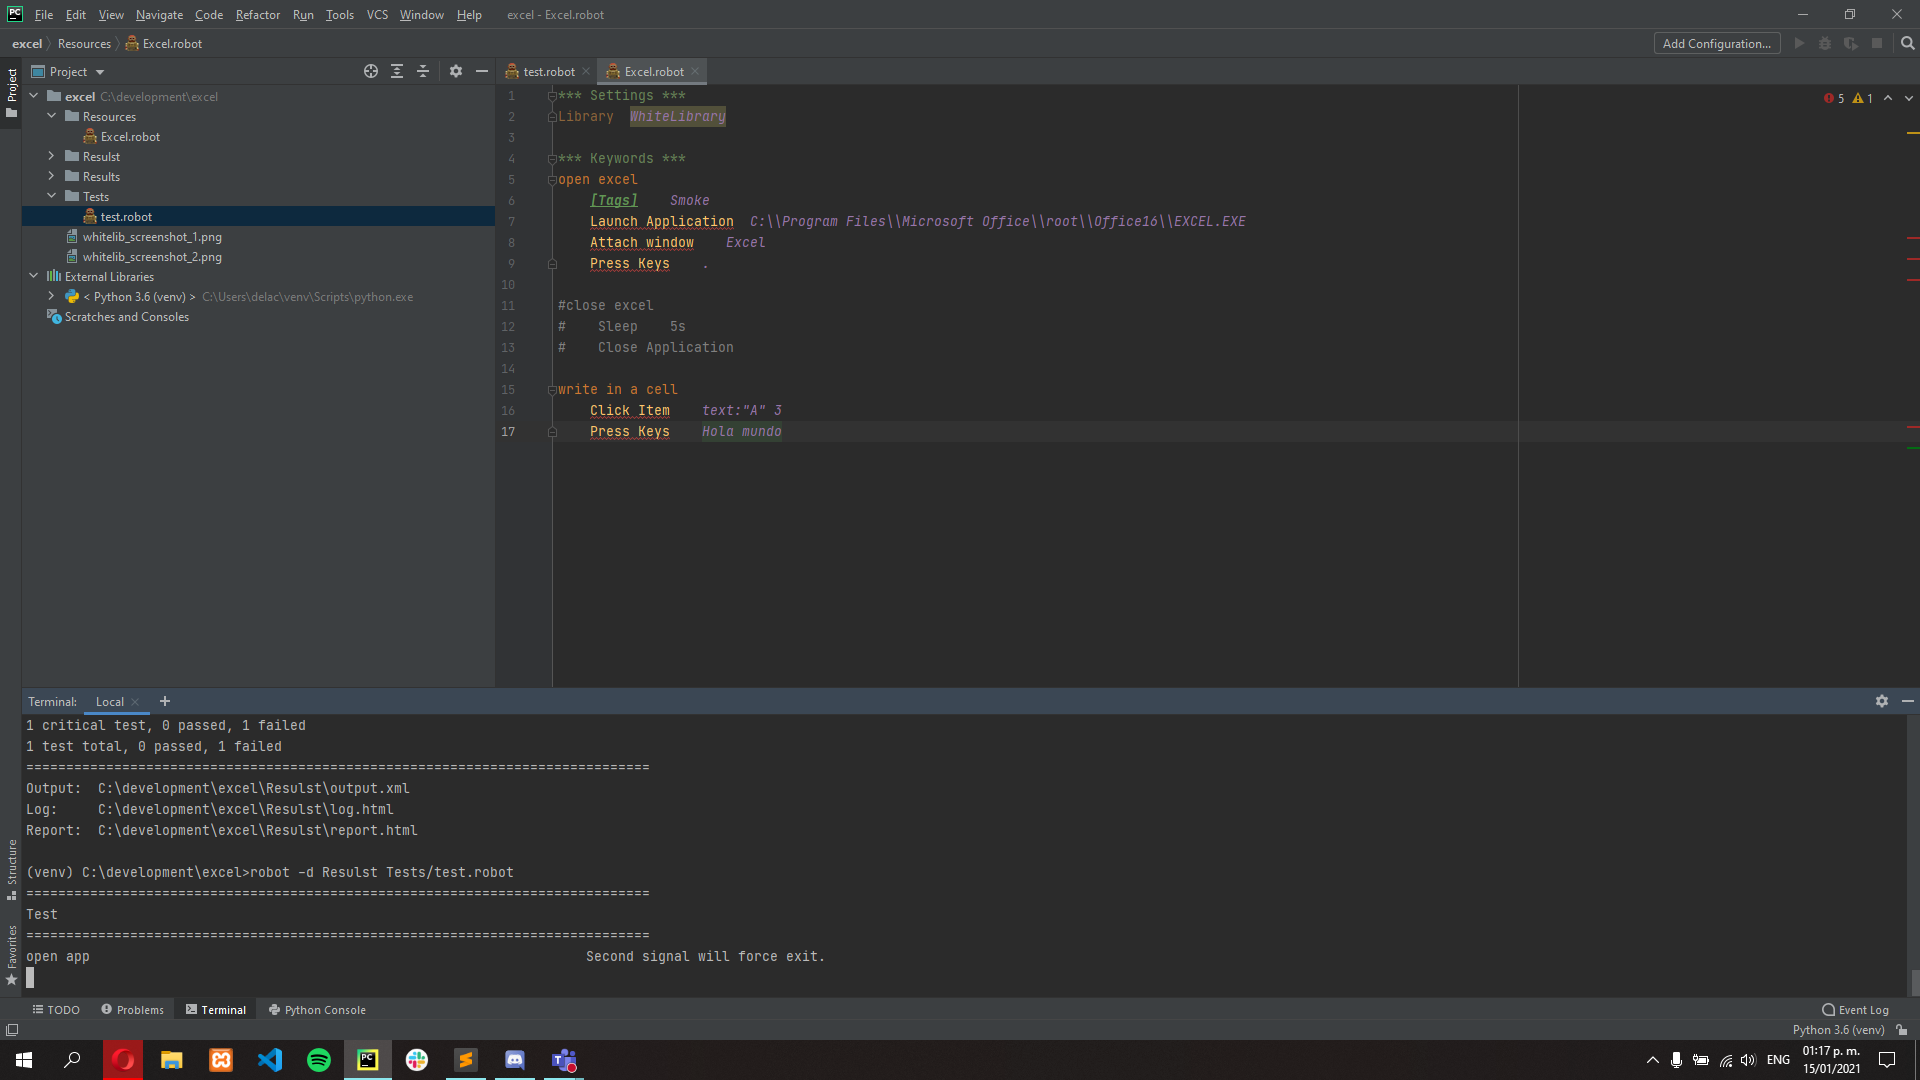 PC File Edit View Navigate Code Refactor Run Tools VCS Window Help excel - Excel.robot
excel Resources Excel.robot
Add Configuration...
Project
Project
test.robot
Excel.robot
excel C:\development\excel
Resources
Excel.robot
Resulst
Results
Tests
test.robot
whitelib_screenshot_1.png
whitelib_screenshot_2.png
External Libraries
< Python 3.6 (venv) > C:\Users\delac\venv\Scripts\python.exe
Scratches and Consoles
5 1
1 *** Settings ***
2 Library  WhiteLibrary
3
4 *** Keywords ***
5 open excel
6     [Tags]    Smoke
7     Launch Application  C:\\Program Files\\Microsoft Office\\root\\Office16\\EXCEL.EXE
8     Attach window    Excel
9     Press Keys    .
10
11 #close excel
12 #    Sleep    5s
13 #    Close Application
14
15 write in a cell
16     Click Item    text:"A" 3
17     Press Keys    Hola mundo
Terminal: Local
1 critical test, 0 passed, 1 failed
1 test total, 0 passed, 1 failed
==============================================================================
Output:  C:\development\excel\Resulst\output.xml
Log:     C:\development\excel\Resulst\log.html
Report:  C:\development\excel\Resulst\report.html
(venv) C:\development\excel>robot -d Resulst Tests/test.robot
==============================================================================
Test
==============================================================================
open app                                                              Second signal will force exit.
Structure
Favorites
TODO Problems Terminal Python Console Event Log
Python 3.6 (venv)
PC
ENG
01:17 p. m.
15/01/2021